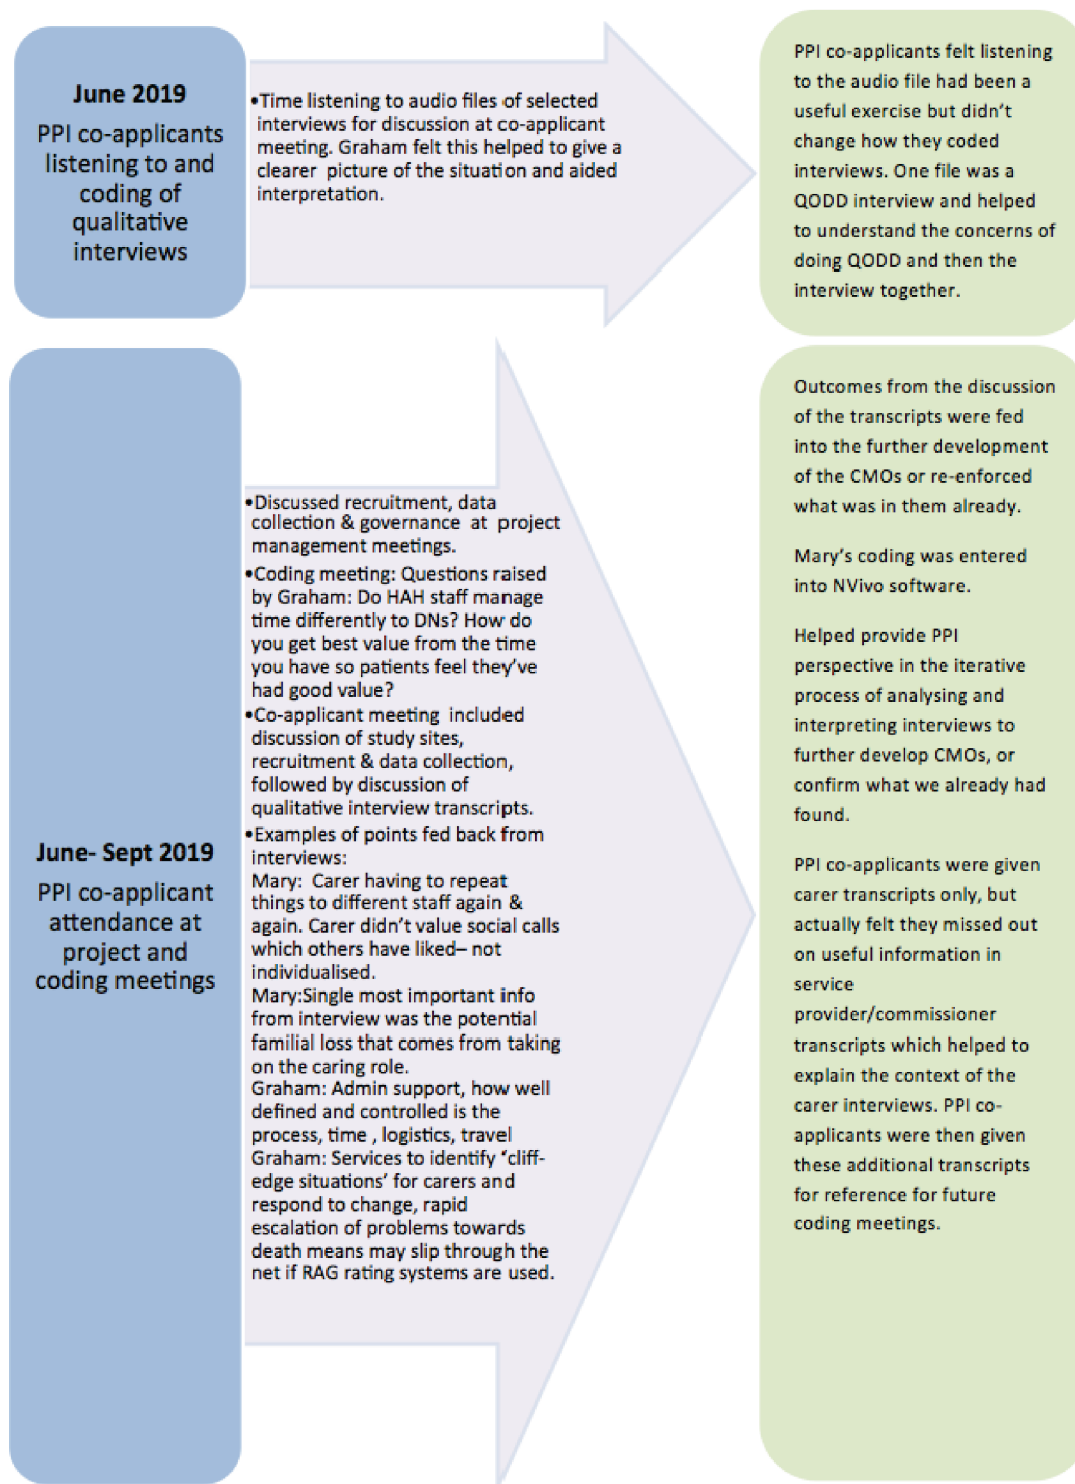 June 2019
PPI co-applicants
listening to and
coding of
qualitative
interviews
•Time listening to audio files of selected
interviews for discussion at co-applicant
meeting. Graham felt this helped to give a
clearer picture of the situation and aided
interpretation.
PPI co-applicants felt listening
to the audio file had been a
useful exercise but didn't
change how they coded
interviews. One file was a
QODD interview and helped
to understand the concerns of
doing QODD and then the
interview together.
June- Sept 2019
PPI co-applicant
attendance at
project and
coding meetings
•Discussed recruitment, data
collection & governance at project
management meetings.
•Coding meeting: Questions raised
by Graham: Do HAH staff manage
time differently to DNs? How do
you get best value from the time
you have so patients feel they've
had good value?
•Co-applicant meeting included
discussion of study sites,
recruitment & data collection,
followed by discussion of
qualitative interview transcripts.
•Examples of points fed back from
interviews:
Mary: Carer having to repeat
things to different staff again &
again. Carer didn't value social calls
which others have liked– not
individualised.
Mary:Single most important info
from interview was the potential
familial loss that comes from taking
on the caring role.
Graham: Admin support, how well
defined and controlled is the
process, time , logistics, travel
Graham: Services to identify 'cliff-
edge situations' for carers and
respond to change, rapid
escalation of problems towards
death means may slip through the
net if RAG rating systems are used.
Outcomes from the discussion
of the transcripts were fed
into the further development
of the CMOs or re-enforced
what was in them already.
Mary's coding was entered
into NVivo software.
Helped provide PPI
perspective in the iterative
process of analysing and
interpreting interviews to
further develop CMOs, or
confirm what we already had
found.
PPI co-applicants were given
carer transcripts only, but
actually felt they missed out
on useful information in
service
provider/commissioner
transcripts which helped to
explain the context of the
carer interviews. PPI co-
applicants were then given
these additional transcripts
for reference for future
coding meetings.